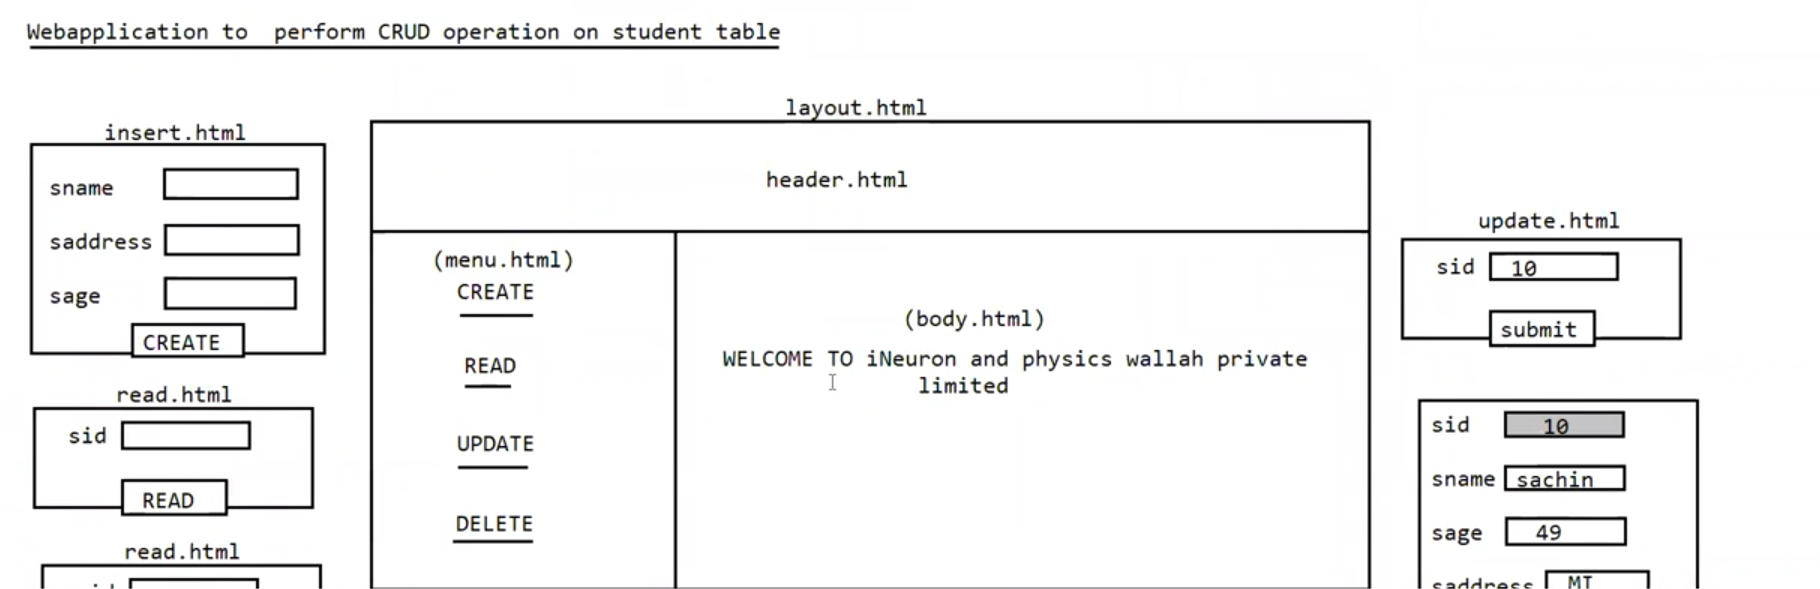 Webapplication to  perform CRUD operation on student table
layout.html
insert.html
sname
saddress
sage
CREATE
read.html
sid
READ
read.html
header.html
(menu.html)
CREATE
READ
UPDATE
DELETE
(body.html)
WELCOME TO iNeuron and physics wallah private
limited
update.html
sid 10
submit
sid 10
sname sachin
sage 49
saddress MI